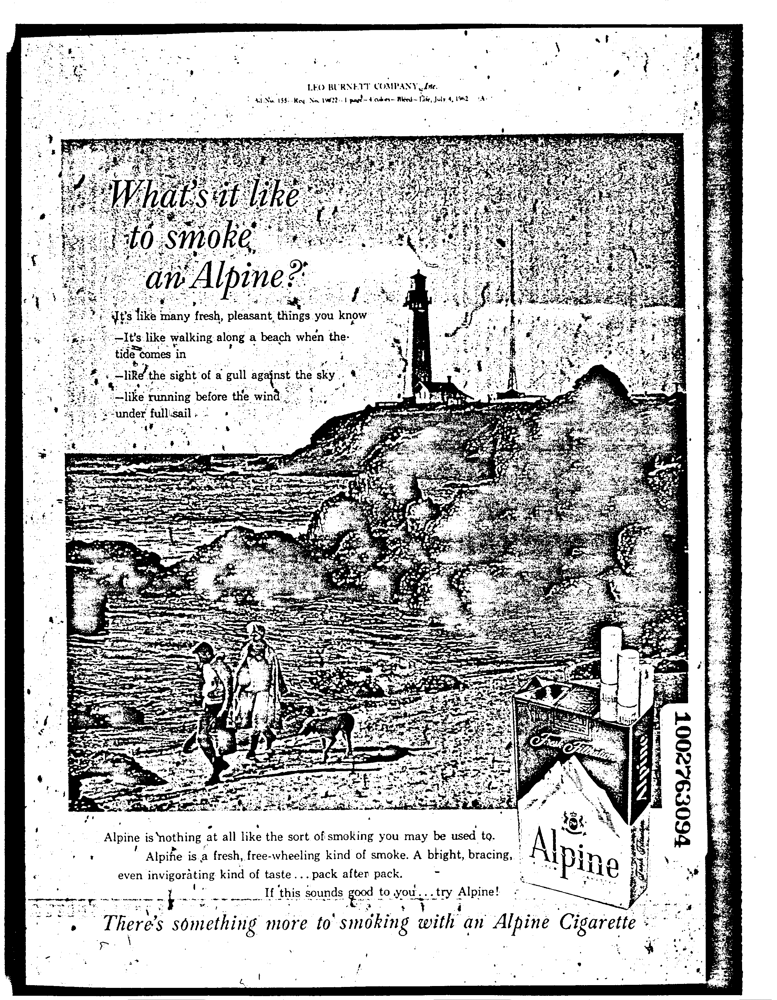 LEO BURNETT COMPANY, Inc.
Ad No. 155—Req. No. 19622—1 page—4 colors—Bleed—Life, July 4, 1962
What's it like
to smoke
an Alpine?
It's like many fresh, pleasant things you know
—It's like walking along a beach when the
tide comes in
—like the sight of a gull against the sky
—like running before the wind
under full sail.
Alpine
Alpine
1002763094
Alpine is nothing at all like the sort of smoking you may be used to.
Alpine is a fresh, free-wheeling kind of smoke. A bright, bracing,
even invigorating kind of taste ... pack after pack.
If this sounds good to you ... try Alpine!
There's something more to smoking with an Alpine Cigarette